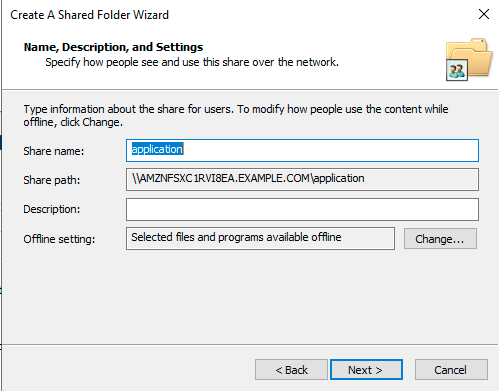 Create A Shared Folder Wizard
Name, Description, and Settings
Specify how people see and use this share over the network.
Type information about the share for users. To modify how people use the content while
offline, click Change.
Share name: application
Share path: \\AMZNFSXC1RVI8EA.EXAMPLE.COM\application
Description:
Offline setting: Selected files and programs available offline Change...
< Back Next > Cancel